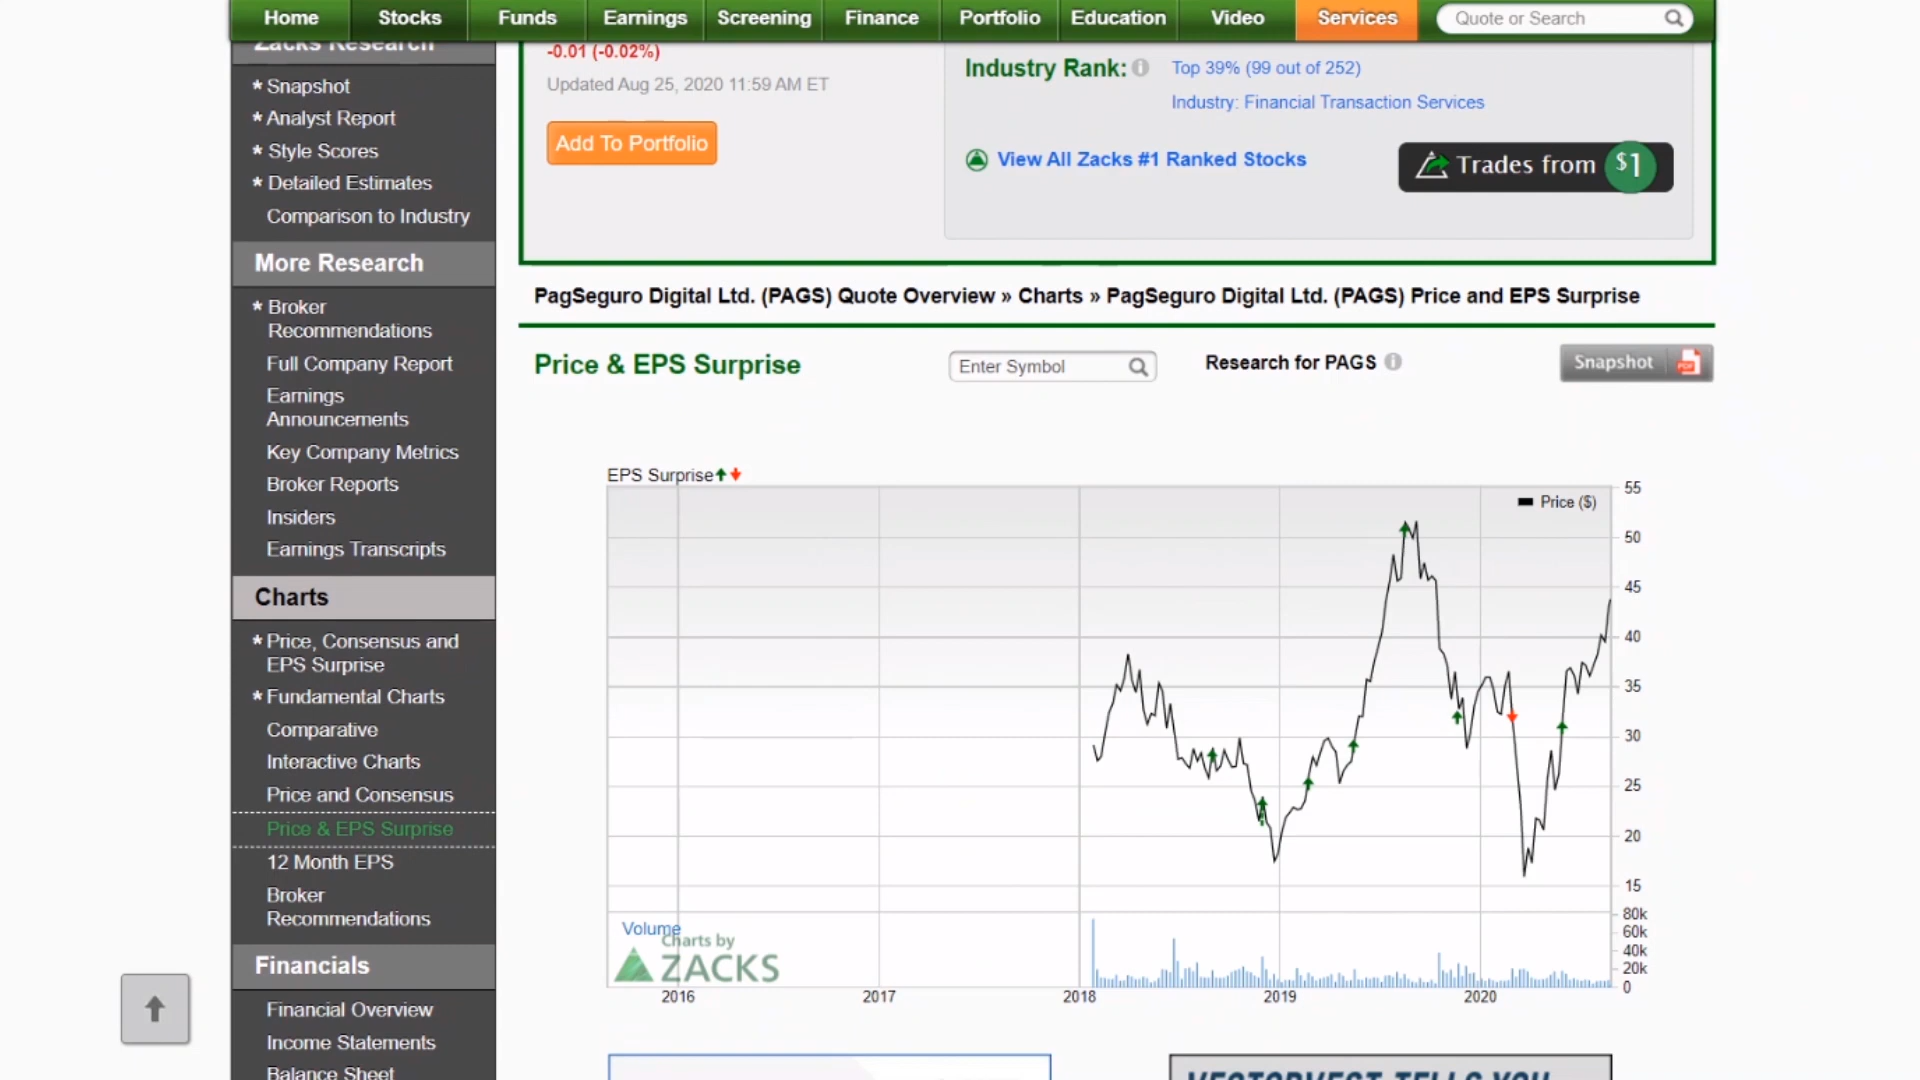 Home Stocks Funds Earnings Screening Finance Portfolio Education Video Services Quote or Search
Zacks Research
* Snapshot
* Analyst Report
* Style Scores
* Detailed Estimates
Comparison to Industry
More Research
* Broker
Recommendations
Full Company Report
Earnings
Announcements
Key Company Metrics
Broker Reports
Insiders
Earnings Transcripts
Charts
* Price, Consensus and
EPS Surprise
* Fundamental Charts
Comparative
Interactive Charts
Price and Consensus
Price & EPS Surprise
12 Month EPS
Broker
Recommendations
Financials
Financial Overview
Income Statements
Balance Sheet
-0.01 (-0.02%)
Updated Aug 25, 2020 11:59 AM ET
Add To Portfolio
Industry Rank: Top 39% (99 out of 252)
Industry: Financial Transaction Services
View All Zacks #1 Ranked Stocks
Trades from $1
PagSeguro Digital Ltd. (PAGS) Quote Overview » Charts » PagSeguro Digital Ltd. (PAGS) Price and EPS Surprise
Price & EPS Surprise
Enter Symbol
Research for PAGS
Snapshot
PDF
EPS Surprise
Price ($)
55
50
45
40
35
30
25
20
15
80k
60k
40k
20k
0
Volume
Charts by
ZACKS
2016 2017 2018 2019 2020
VECTORVEST TELLS YOU